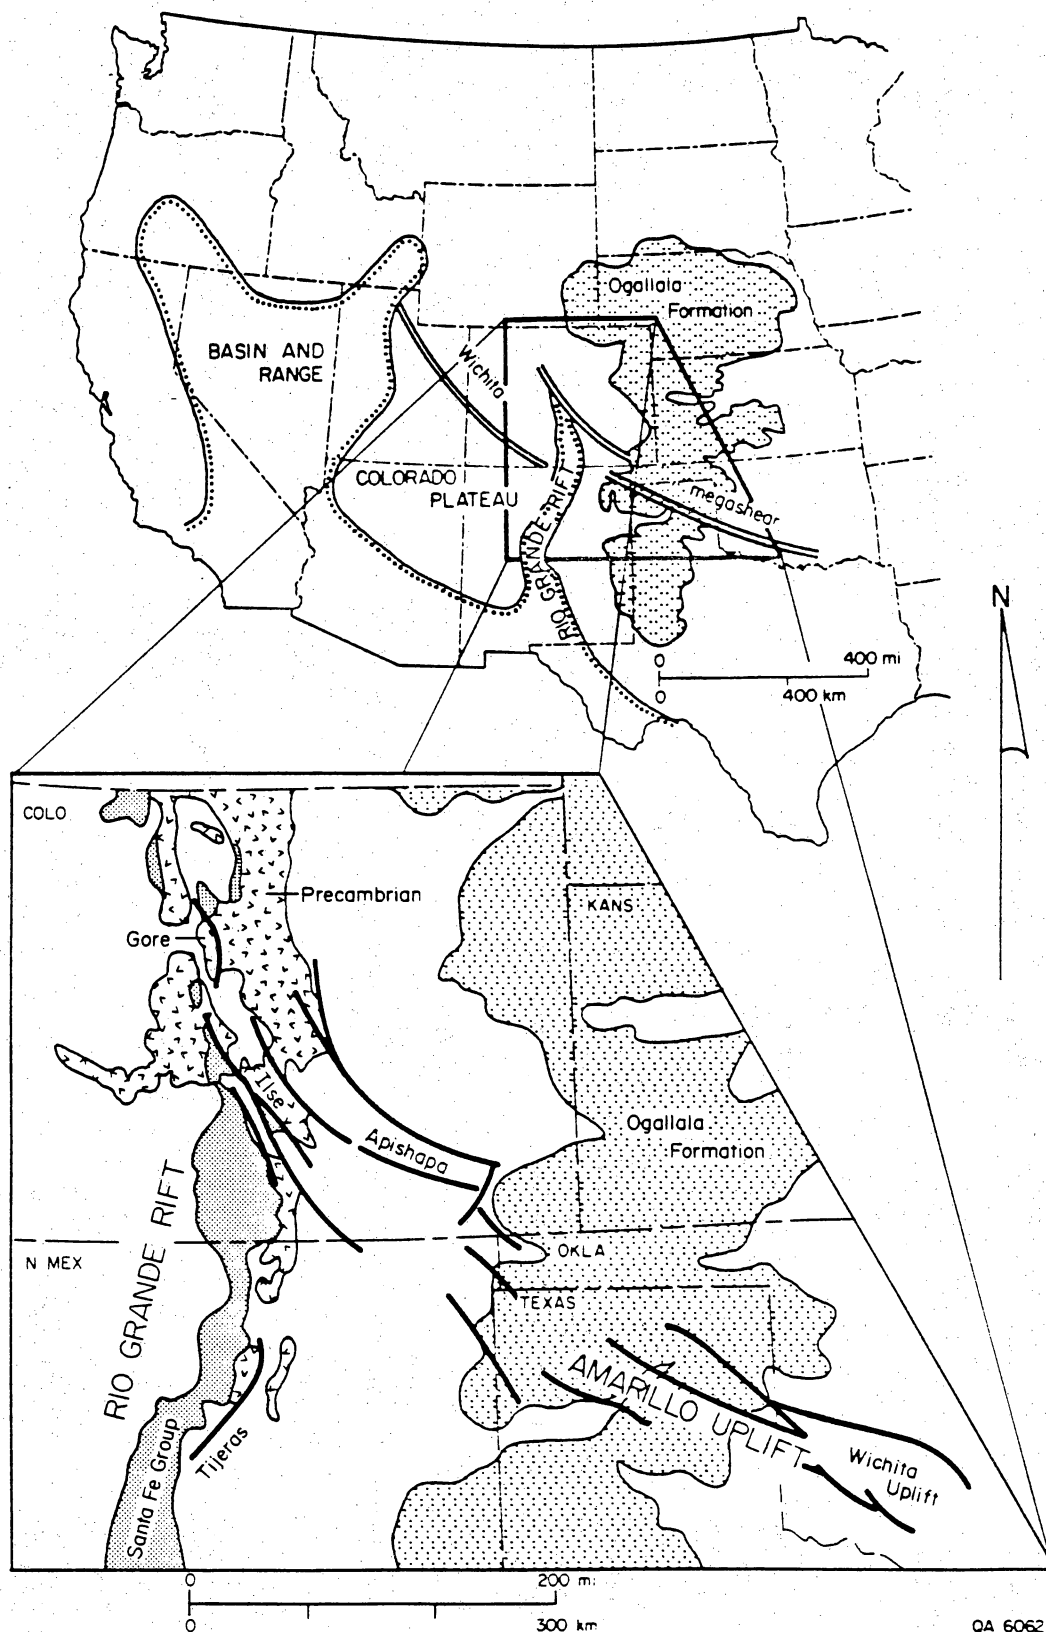 Ogallala
Formation
BASIN AND
RANGE
Wichita
COLORADO
PLATEAU
RIO GRANDE RIFT
megashear
N
0
400 mi
0
400 km
COLO
Precambrian
KANS
Gore
Ilse
Apishapa
Ogallala
Formation
RIO GRANDE RIFT
N MEX
OKLA
TEXAS
AMARILLO UPLIFT
Santa Fe Group
Tijeras
Wichita
Uplift
0
200 mi
0
300 km
QA 6062